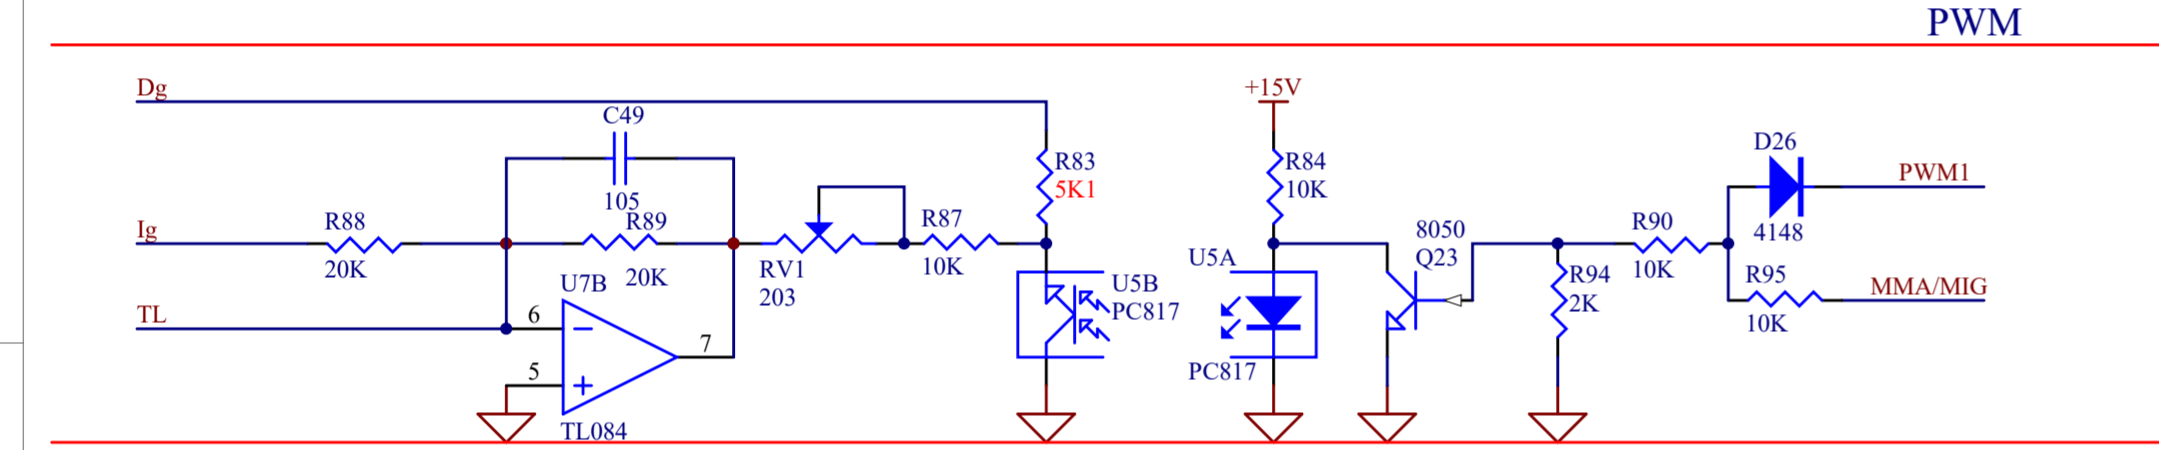 PWM
Dg
+15V
C49
D26
R83
5K1
R84
10K
PWM1
105
Ig
R88
20K
R89
20K
R87
10K
8050
Q23
R90
10K
4148
RV1
203
U7B
U5B
PC817
U5A
R94
2K
R95
10K
MMA/MIG
TL
6
7
5
PC817
TL084